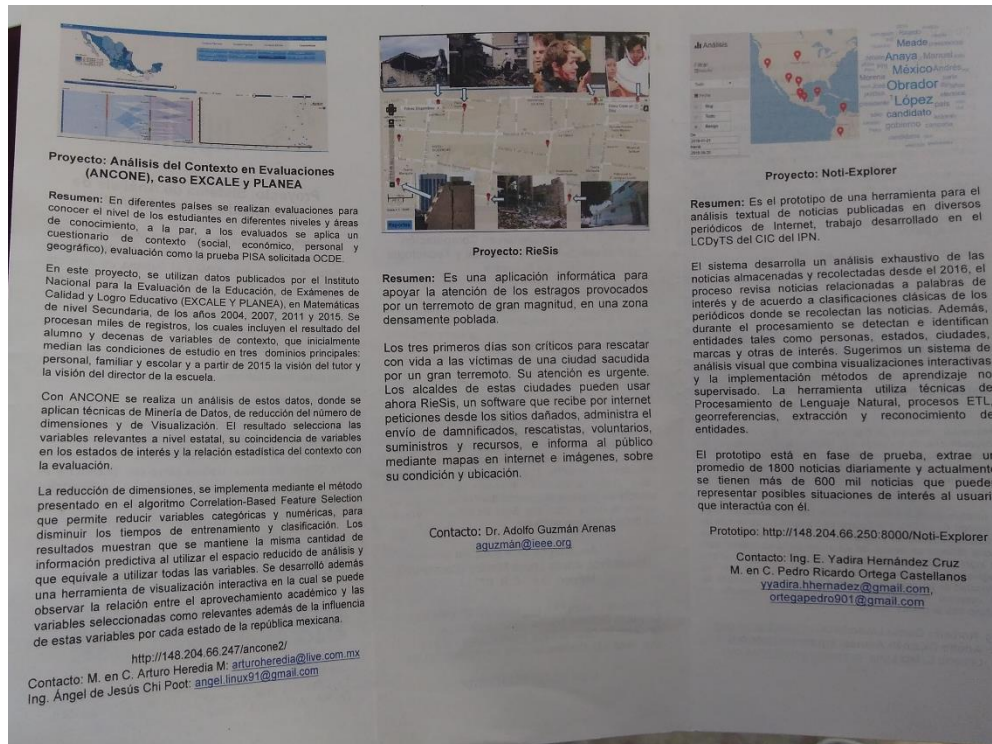 Proyecto: Análisis del Contexto en Evaluaciones
(ANCONE), caso EXCALE y PLANEA
Resumen: En diferentes países se realizan evaluaciones para
conocer el nivel de los estudiantes en diferentes niveles y áreas
de conocimiento, a la par, a los evaluados se aplica un
cuestionario de contexto (social, económico, personal y
geográfico), evaluación como la prueba PISA solicitada OCDE.
En este proyecto, se utilizan datos publicados por el Instituto
Nacional para la Evaluación de la Educación, de Exámenes de
Calidad y Logro Educativo (EXCALE Y PLANEA), en Matemáticas
de nivel Secundaria, de los años 2004, 2007, 2011 y 2015. Se
procesan miles de registros, los cuales incluyen el resultado del
alumno y decenas de variables de contexto, que inicialmente
median las condiciones de estudio en tres dominios principales:
personal, familiar y escolar y a partir de 2015 la visión del tutor y
la visión del director de la escuela.
Con ANCONE se realiza un análisis de estos datos, donde se
aplican técnicas de Minería de Datos, de reducción del número de
dimensiones y de Visualización. El resultado selecciona las
variables relevantes a nivel estatal, su coincidencia de variables
en los estados de interés y la relación estadística del contexto con
la evaluación.
La reducción de dimensiones, se implementa mediante el método
presentado en el algoritmo Correlation-Based Feature Selection
que permite reducir variables categóricas y numéricas, para
disminuir los tiempos de entrenamiento y clasificación. Los
resultados muestran que se mantiene la misma cantidad de
información predictiva al utilizar el espacio reducido de análisis y
que equivale a utilizar todas las variables. Se desarrolló además
una herramienta de visualización interactiva en la cual se puede
observar la relación entre el aprovechamiento académico y las
variables seleccionadas como relevantes además de la influencia
de estas variables por cada estado de la república mexicana.
http://148.204.66.247/ancone2/
Contacto: M. en C. Arturo Heredia M: arturoheredia@live.com.mx
Ing. Ángel de Jesús Chi Poot: angel.linux91@gmail.com
Proyecto: RieSis
Resumen: Es una aplicación informática para
apoyar la atención de los estragos provocados
por un terremoto de gran magnitud, en una zona
densamente poblada.
Los tres primeros días son críticos para rescatar
con vida a las víctimas de una ciudad sacudida
por un gran terremoto. Su atención es urgente.
Los alcaldes de estas ciudades pueden usar
ahora RieSis, un software que recibe por internet
peticiones desde los sitios dañados, administra el
envío de damnificados, rescatistas, voluntarios,
suministros y recursos, e informa al público
mediante mapas en internet e imágenes, sobre
su condición y ubicación.
Contacto: Dr. Adolfo Guzmán Arenas
aguzmán@ieee.org
Análisis
Meade
Anaya Manuel
México Andrés
Obrador
López
candidato
gobierno
Proyecto: Noti-Explorer
Resumen: Es el prototipo de una herramienta para el
análisis textual de noticias publicadas en diversos
periódicos de Internet, trabajo desarrollado en el
LCDyTS del CIC del IPN.
El sistema desarrolla un análisis exhaustivo de las
noticias almacenadas y recolectadas desde el 2016, el
proceso revisa noticias relacionadas a palabras de
interés y de acuerdo a clasificaciones clásicas de los
periódicos donde se recolectan las noticias. Además,
durante el procesamiento se detectan e identifican
entidades tales como personas, estados, ciudades,
marcas y otras de interés. Sugerimos un sistema de
análisis visual que combina visualizaciones interactivas
y la implementación métodos de aprendizaje no
supervisado. La herramienta utiliza técnicas de
Procesamiento de Lenguaje Natural, procesos ETL,
georreferencias, extracción y reconocimiento de
entidades.
El prototipo está en fase de prueba, extrae un
promedio de 1800 noticias diariamente y actualmente
se tienen más de 600 mil noticias que pueden
representar posibles situaciones de interés al usuari
que interactúa con él.
Prototipo: http://148.204.66.250:8000/Noti-Explorer
Contacto: Ing. E. Yadira Hernández Cruz
M. en C. Pedro Ricardo Ortega Castellanos
yyadira.hhernadez@gmail.com,
ortegapedro901@gmail.com